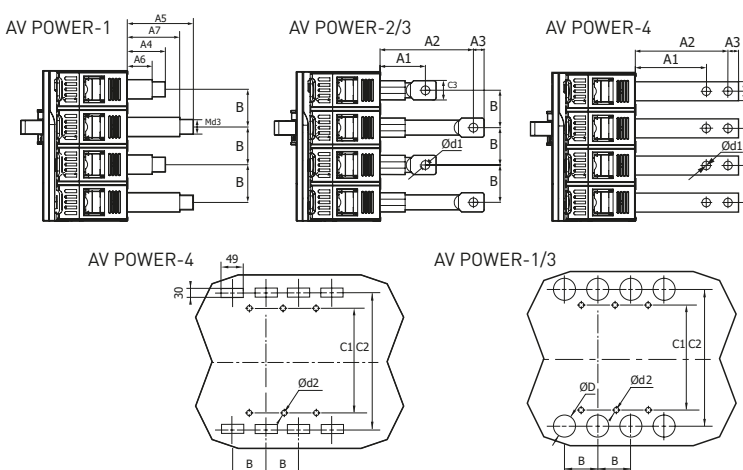 AV POWER-1
A5
A7
A4
A6
B
Md3
B
B
AV POWER-2/3
A2
A3
A1
C3
B
B
Ød1
B
AV POWER-4
A2
A3
A1
Ød1
AV POWER-4
49
30
C1
C2
Ød2
B
B
AV POWER-1/3
C1
C2
ØD
Ød2
B
B